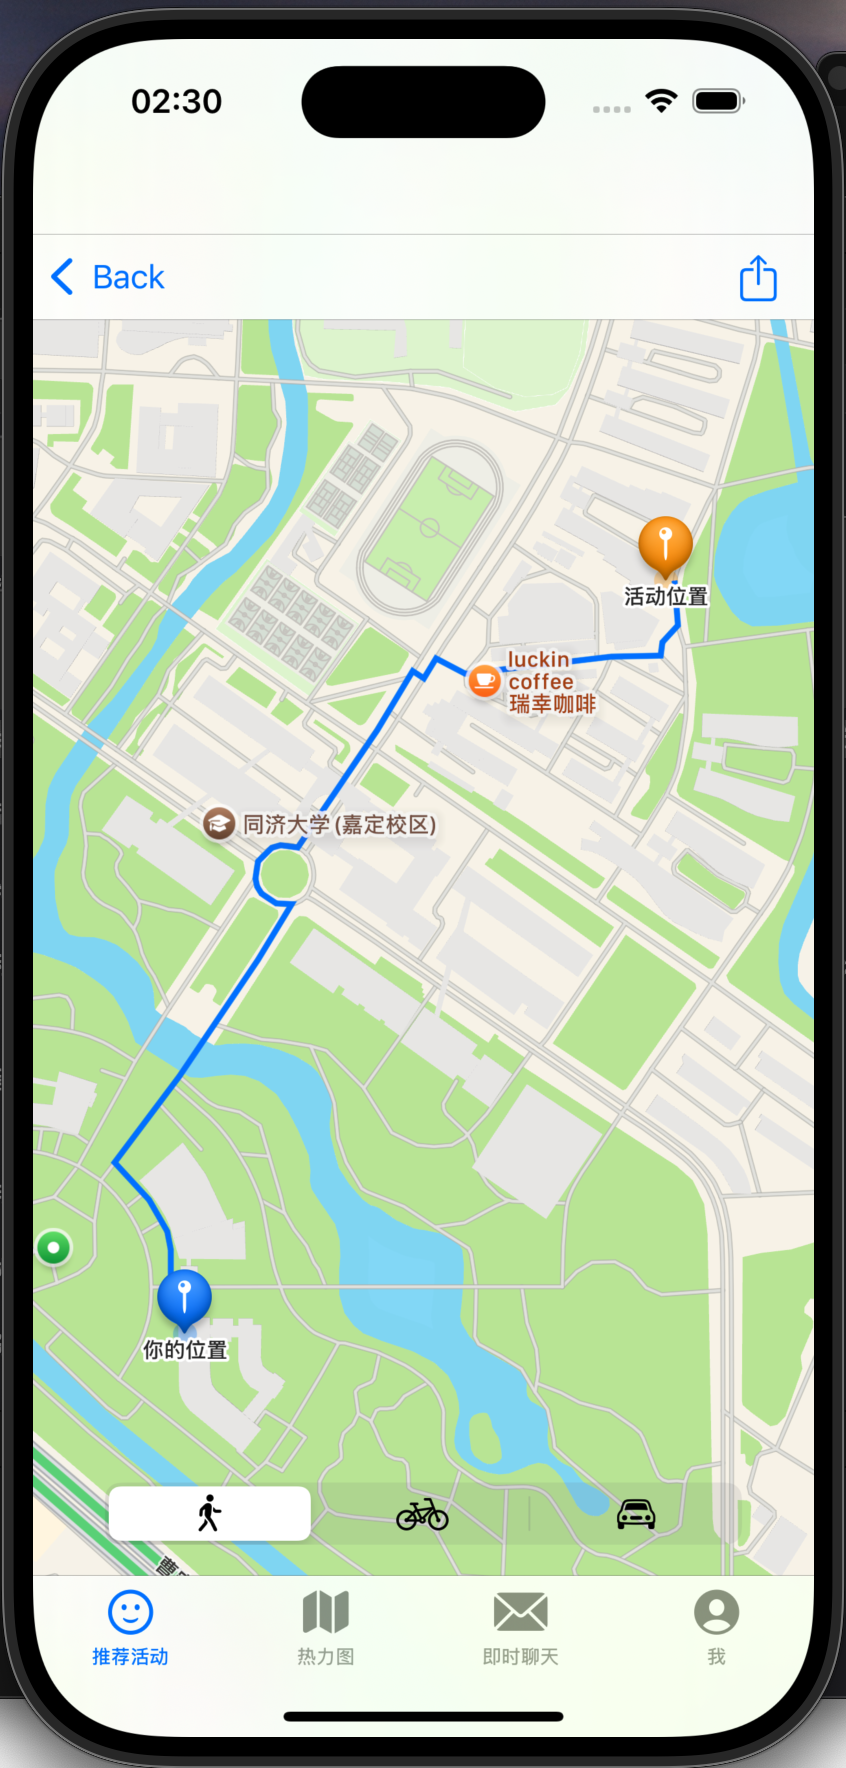 02:30
Back
活动位置
luckin
coffee
瑞幸咖啡
同济大学(嘉定校区)
你的位置
推荐活动
热力图
即时聊天
我